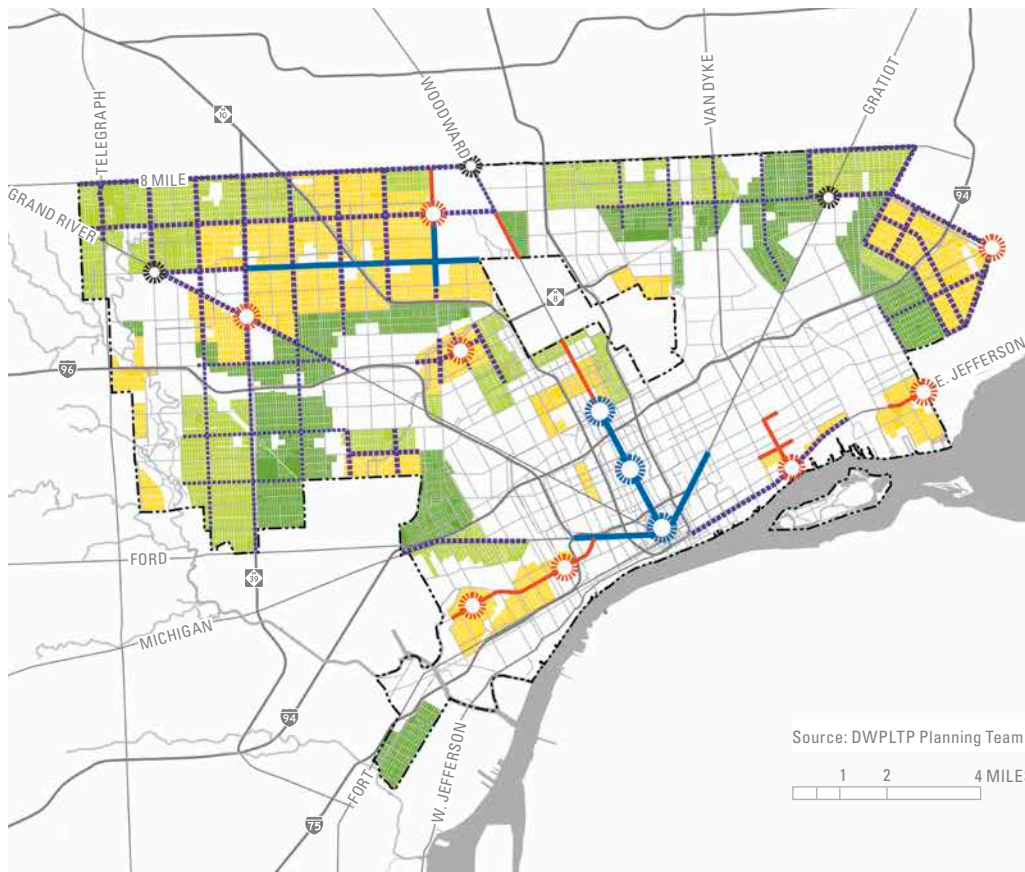 WOODWARD
VAN DYKE
GRATIOT
TELEGRAPH
10
8 MILE
GRAND RIVER
94
8
96
E. JEFFERSON
FORD
39
MICHIGAN
94
FORT
W. JEFFERSON
75
Source: DWPLTP Planning Team
1 2 4 MILE